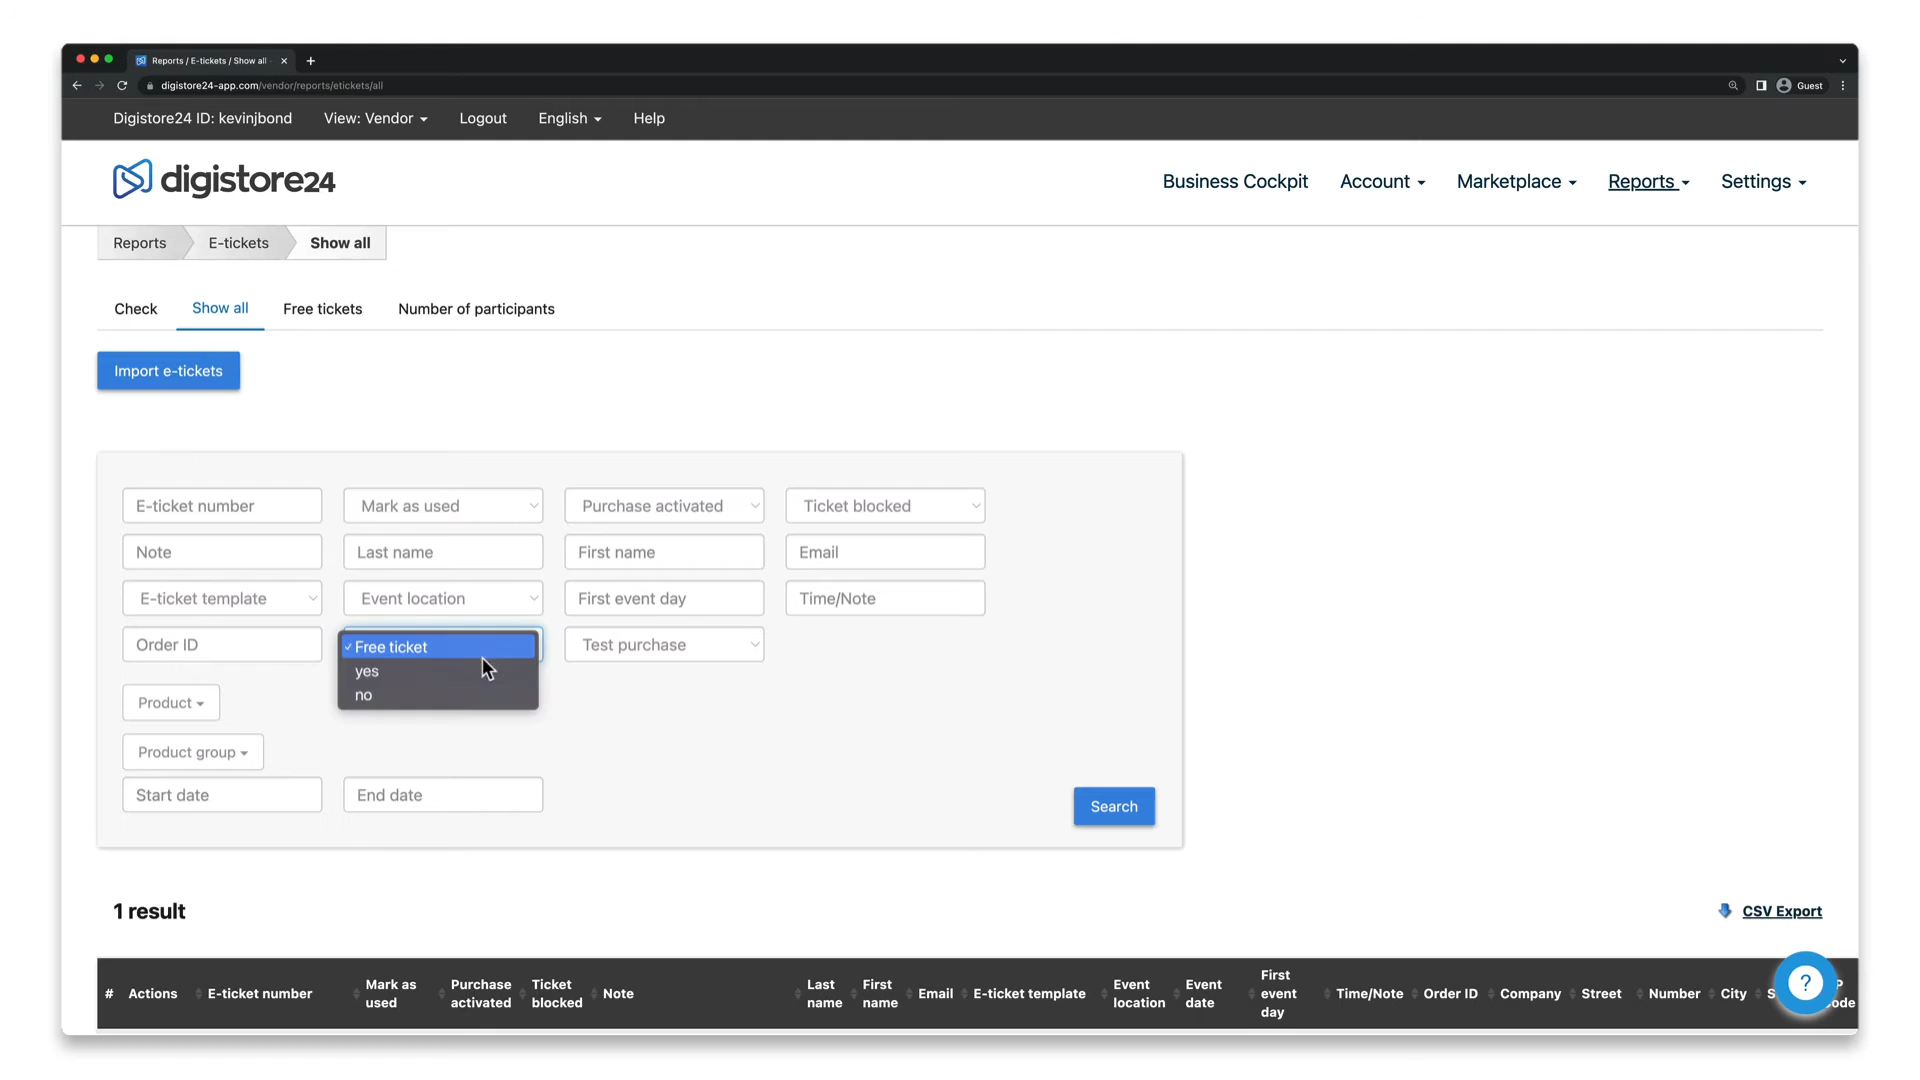 Reports / E-tickets / Show all
digistore24-app.com/vendor/reports/etickets/all
Guest
Digistore24 ID: kevinjbond
View: Vendor
Logout
English
Help
digistore24
Business Cockpit
Account
Marketplace
Reports
Settings
Reports
E-tickets
Show all
Check
Show all
Free tickets
Number of participants
Import e-tickets
E-ticket number
Mark as used
Purchase activated
Ticket blocked
Note
Last name
First name
Email
E-ticket template
Event location
First event day
Time/Note
Order ID
✓ Free ticket
Test purchase
yes
no
Product
Product group
Start date
End date
Search
1 result
CSV Export
#
Actions
E-ticket number
Mark as
used
Purchase
activated
Ticket
blocked
Note
Last
name
First
name
Email
E-ticket template
Event
location
Event
date
First
event
day
Time/Note
Order ID
Company
Street
Number
City
?